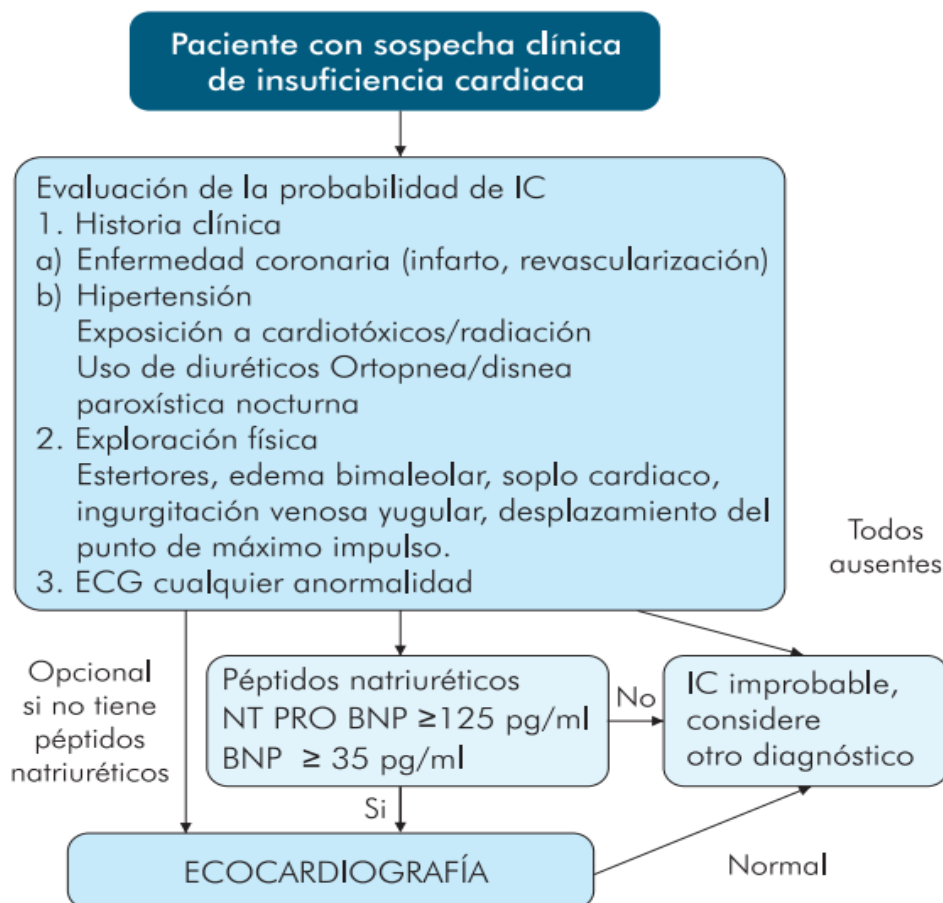 Paciente con sospecha clínica
de insuficiencia cardiaca
Evaluación de la probabilidad de IC
1. Historia clínica
a) Enfermedad coronaria (infarto, revascularización)
b) Hipertensión
Exposición a cardiotóxicos/radiación
Uso de diuréticos Ortopnea/disnea
paroxística nocturna
2. Exploración física
Estertores, edema bimaleolar, soplo cardiaco,
ingurgitación venosa yugular, desplazamiento del
punto de máximo impulso.
3. ECG cualquier anormalidad
Todos
ausentes
Opcional
si no tiene
péptidos
natriuréticos
Péptidos natriuréticos
NT PRO BNP ≥125 pg/ml
BNP ≥ 35 pg/ml
No
IC improbable,
considere
otro diagnóstico
Si
ECOCARDIOGRAFÍA
Normal